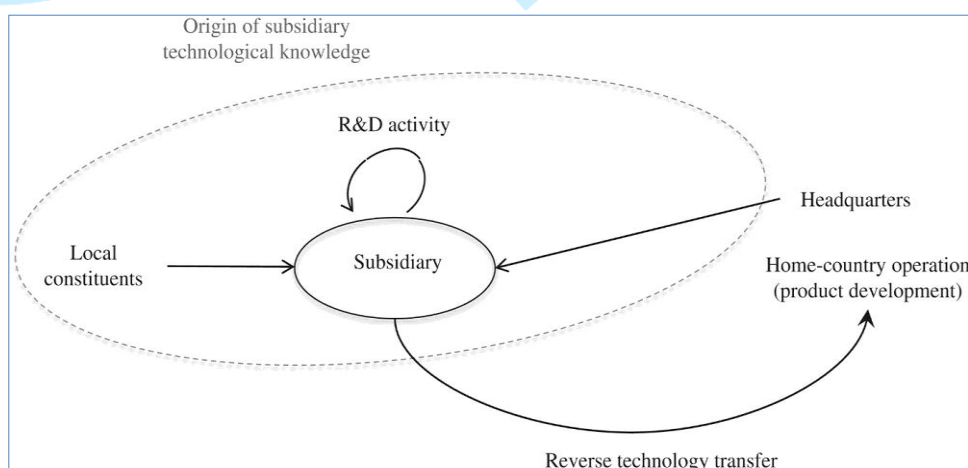 Origin of subsidiary
technological knowledge
R&D activity
Headquarters
Local
constituents
Subsidiary
Home-country operation
(product development)
Reverse technology transfer